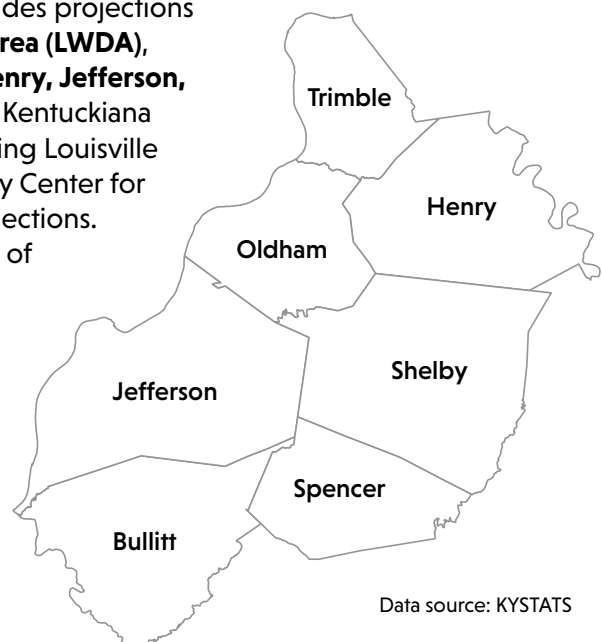 des projections
rea (LWDA),
enry, Jefferson,
Kentuckiana
ing Louisville
y Center for
ections.
of
Trimble
Henry
Oldham
Shelby
Jefferson
Spencer
Bullitt
Data source: KYSTATS